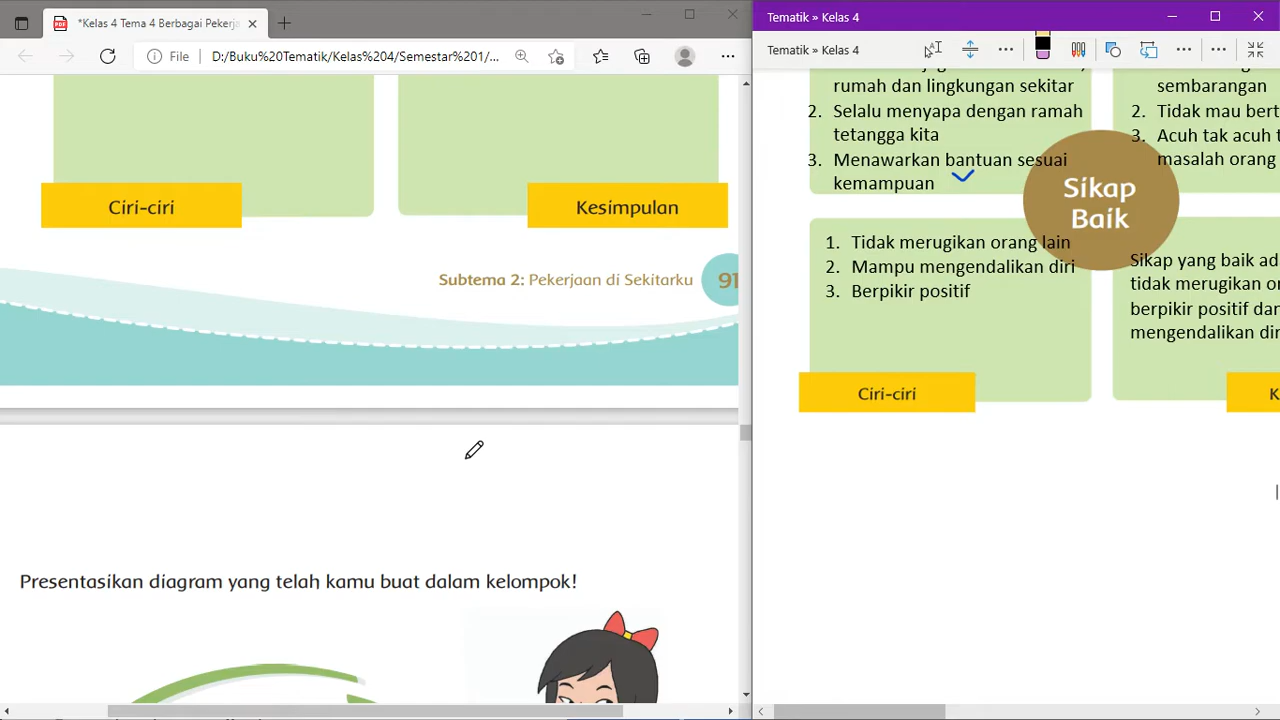 *Kelas 4 Tema 4 Berbagai Pekerja
File
D:/Buku%20Tematik/Kelas%204/Semestar%201/...
Ciri-ciri
Kesimpulan
Subtema 2: Pekerjaan di Sekitarku
91
Presentasikan diagram yang telah kamu buat dalam kelompok!
Tematik » Kelas 4
Tematik » Kelas 4
rumah dan lingkungan sekitar
2. Selalu menyapa dengan ramah
tetangga kita
3. Menawarkan bantuan sesuai
kemampuan
sembarangan
2. Tidak mau bert
3. Acuh tak acuh t
masalah orang
Sikap
Baik
1. Tidak merugikan orang lain
2. Mampu mengendalikan diri
3. Berpikir positif
Sikap yang baik ad
tidak merugikan or
berpikir positif dan
mengendalikan dir
Ciri-ciri
K